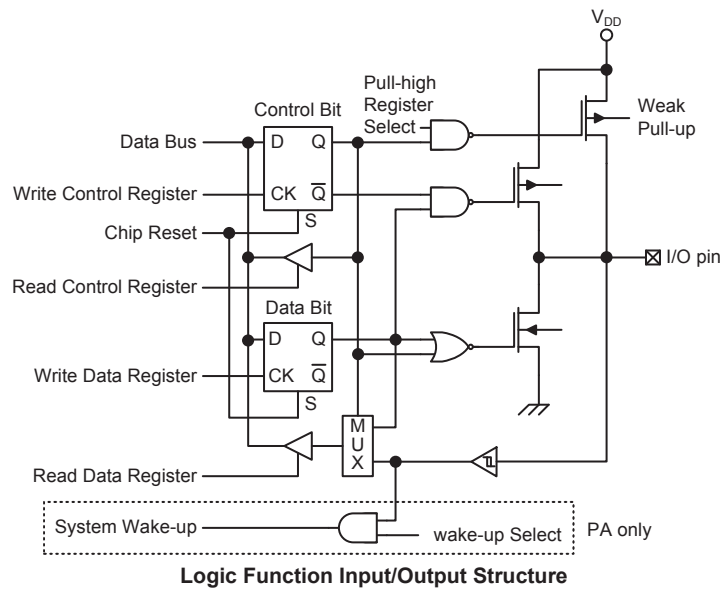 V_DD
Pull-high
Register
Select
Weak
Pull-up
Control Bit
Data Bus
D Q
Write Control Register
CK Q̅
S
Chip Reset
I/O pin
Read Control Register
Data Bit
D Q
Write Data Register
CK Q̅
S
M
U
X
Read Data Register
System Wake-up
wake-up Select
PA only
Logic Function Input/Output Structure